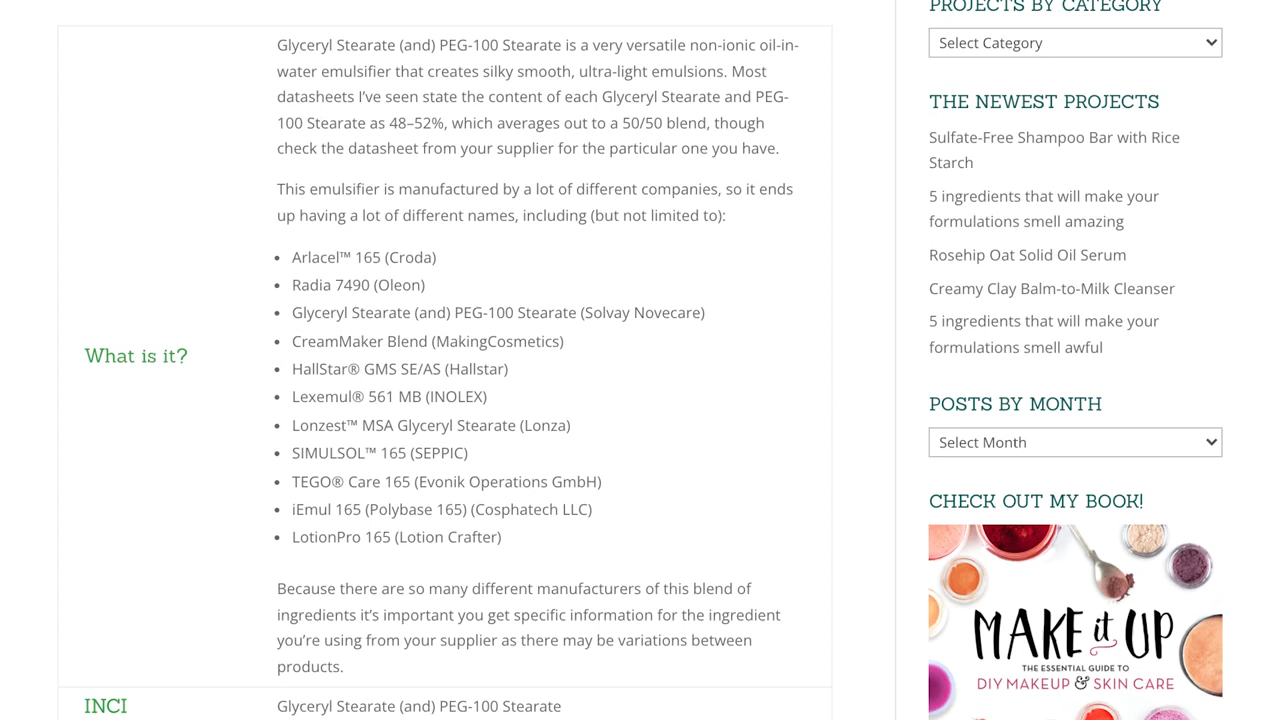 Glyceryl Stearate (and) PEG-100 Stearate is a very versatile non-ionic oil-in-
water emulsifier that creates silky smooth, ultra-light emulsions. Most
datasheets I’ve seen state the content of each Glyceryl Stearate and PEG-
100 Stearate as 48–52%, which averages out to a 50/50 blend, though
check the datasheet from your supplier for the particular one you have.
This emulsifier is manufactured by a lot of different companies, so it ends
up having a lot of different names, including (but not limited to):
• Arlacel™ 165 (Croda)
• Radia 7490 (Oleon)
• Glyceryl Stearate (and) PEG-100 Stearate (Solvay Novecare)
What is it?
• CreamMaker Blend (MakingCosmetics)
• HallStar® GMS SE/AS (Hallstar)
• Lexemul® 561 MB (INOLEX)
• Lonzest™ MSA Glyceryl Stearate (Lonza)
• SIMULSOL™ 165 (SEPPIC)
• TEGO® Care 165 (Evonik Operations GmbH)
• iEmul 165 (Polybase 165) (Cosphatech LLC)
• LotionPro 165 (Lotion Crafter)
Because there are so many different manufacturers of this blend of
ingredients it’s important you get specific information for the ingredient
you’re using from your supplier as there may be variations between
products.
INCI
Glyceryl Stearate (and) PEG-100 Stearate
PROJECTS BY CATEGORY
Select Category
THE NEWEST PROJECTS
Sulfate-Free Shampoo Bar with Rice
Starch
5 ingredients that will make your
formulations smell amazing
Rosehip Oat Solid Oil Serum
Creamy Clay Balm-to-Milk Cleanser
5 ingredients that will make your
formulations smell awful
POSTS BY MONTH
Select Month
CHECK OUT MY BOOK!
MAKE it UP
THE ESSENTIAL GUIDE TO
DIY MAKEUP & SKIN CARE